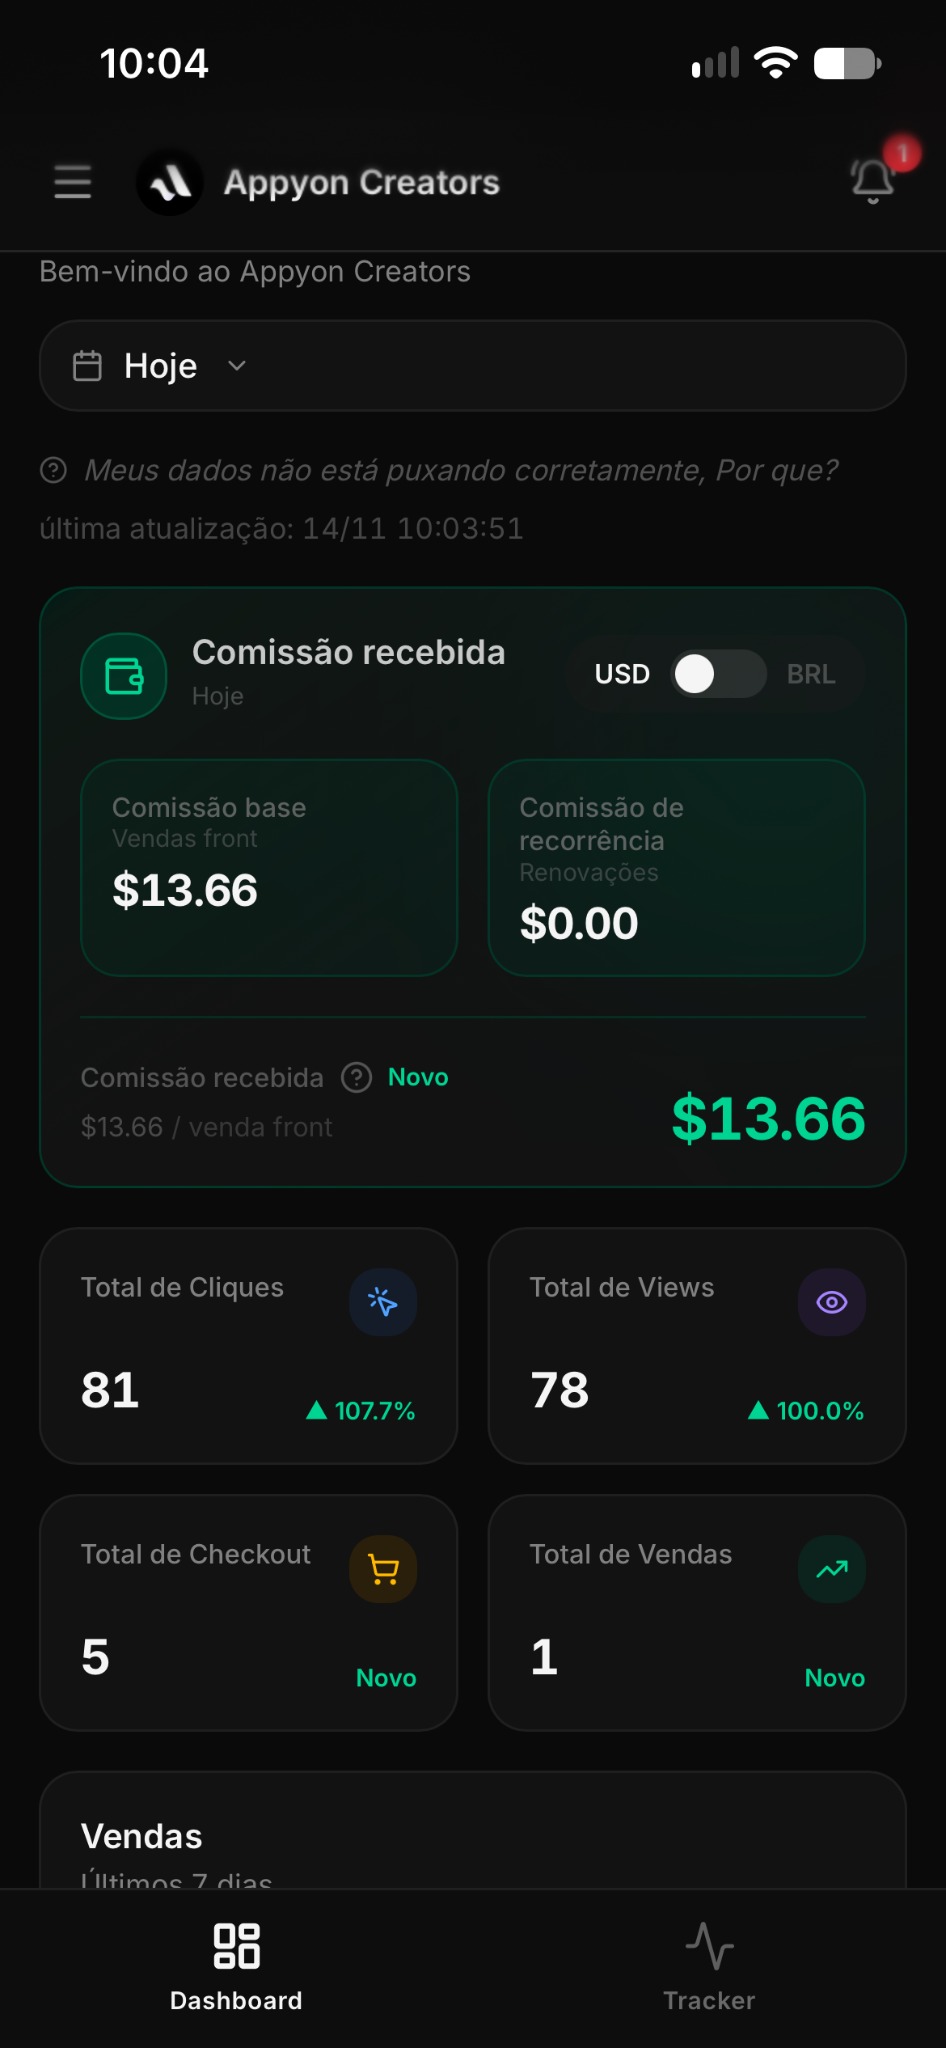 10:04
Appyon Creators
1
Bem-vindo ao Appyon Creators
Hoje
Meus dados não está puxando corretamente, Por que?
última atualização: 14/11 10:03:51
Comissão recebida
Hoje
USD
BRL
Comissão base
Vendas front
$13.66
Comissão de
recorrência
Renovações
$0.00
Comissão recebida
Novo
$13.66 / venda front
$13.66
Total de Cliques
81
107.7%
Total de Views
78
100.0%
Total de Checkout
5
Novo
Total de Vendas
1
Novo
Vendas
Últimos 7 dias
Dashboard
Tracker